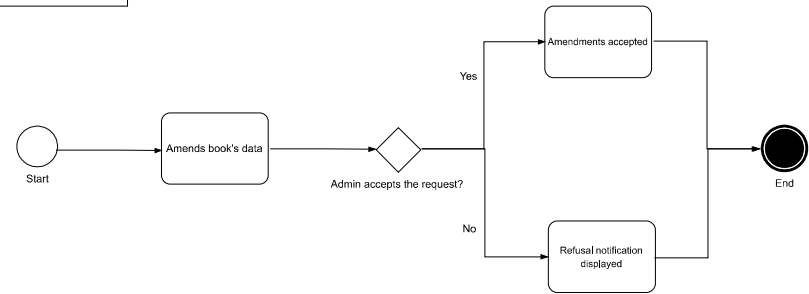 Amendments accepted
Yes
Amends book's data
Start
Admin accepts the request?
End
No
Refusal notification
displayed